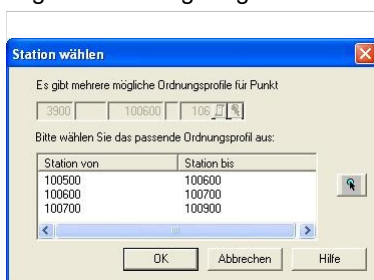 Station wählen
Es gibt mehrere mögliche Ordnungsprofile für Punkt
3900 100600 106
Bitte wählen Sie das passende Ordnungsprofil aus:
Station von Station bis
100500 100600
100600 100700
100700 100900
OK Abbrechen Hilfe